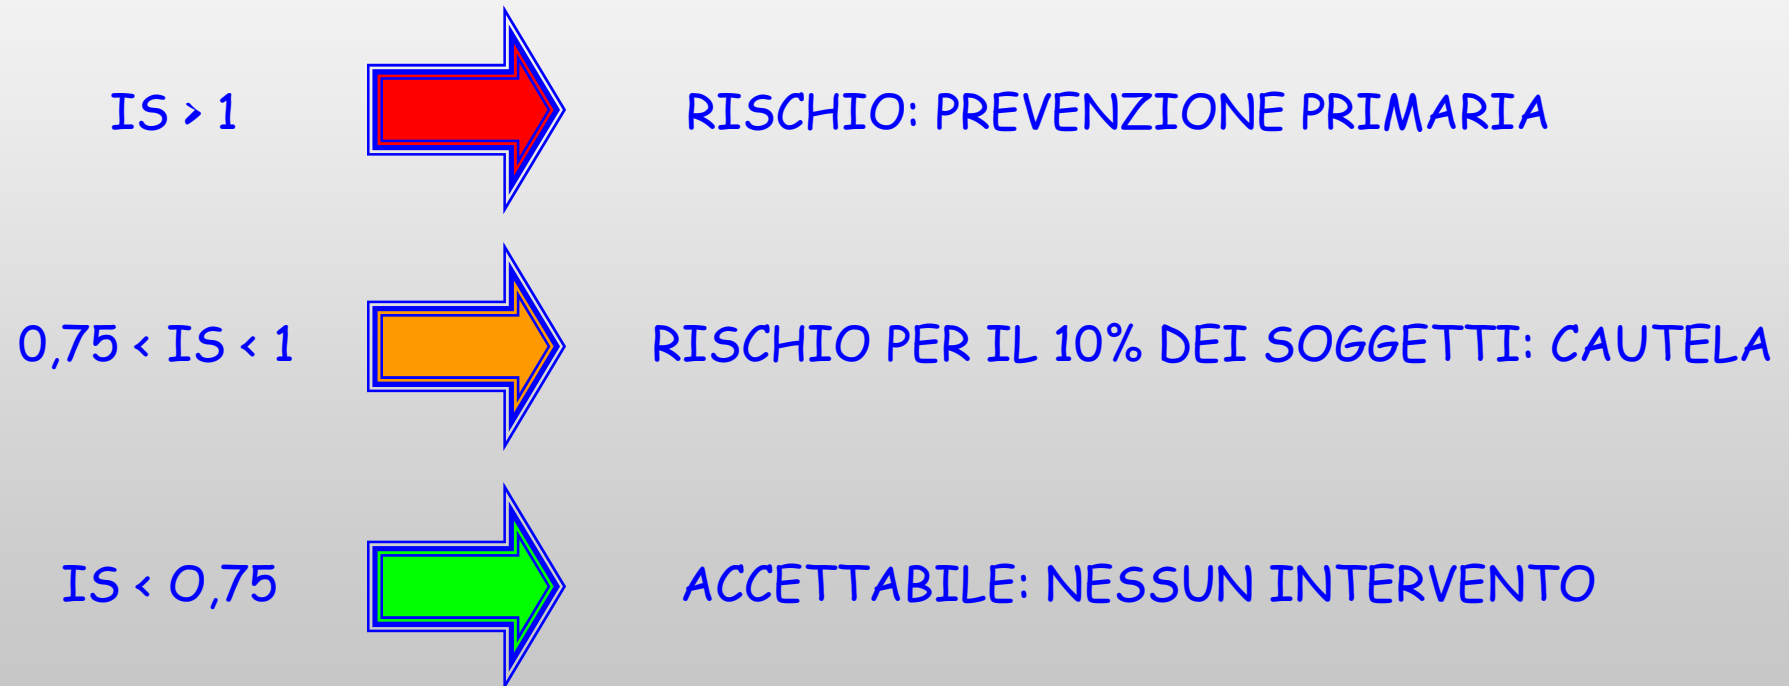 IS > 1
RISCHIO: PREVENZIONE PRIMARIA
0,75 < IS < 1
RISCHIO PER IL 10% DEI SOGGETTI: CAUTELA
IS < O,75
ACCETTABILE: NESSUN INTERVENTO